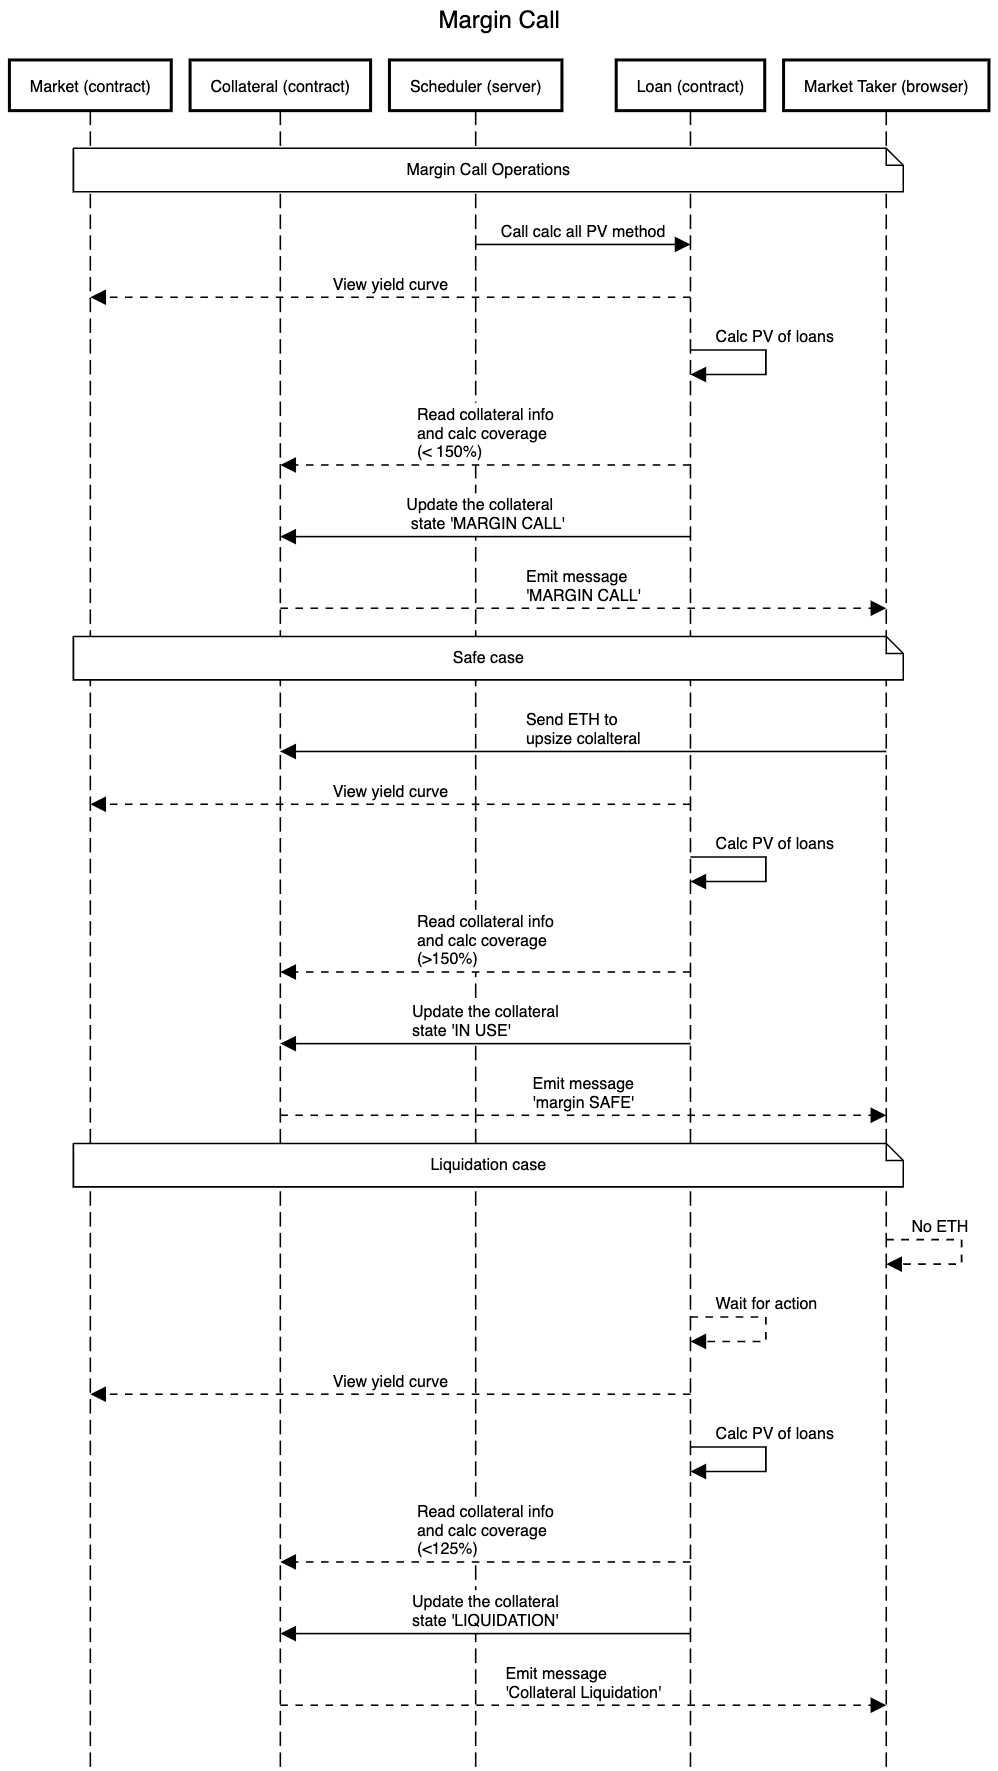 Margin Call
Market (contract)
Collateral (contract)
Scheduler (server)
Loan (contract)
Market Taker (browser)
Margin Call Operations
Call calc all PV method
View yield curve
Calc PV of loans
Read collateral info
and calc coverage
(< 150%)
Update the collateral
state 'MARGIN CALL'
Emit message
'MARGIN CALL'
Safe case
Send ETH to
upsize colalteral
View yield curve
Calc PV of loans
Read collateral info
and calc coverage
(>150%)
Update the collateral
state 'IN USE'
Emit message
'margin SAFE'
Liquidation case
No ETH
Wait for action
View yield curve
Calc PV of loans
Read collateral info
and calc coverage
(<125%)
Update the collateral
state 'LIQUIDATION'
Emit message
'Collateral Liquidation'